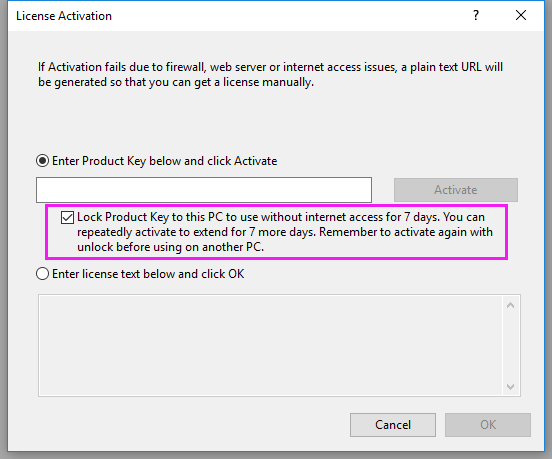 License Activation
?
If Activation fails due to firewall, web server or internet access issues, a plain text URL will
be generated so that you can get a license manually.
Enter Product Key below and click Activate
Activate
Lock Product Key to this PC to use without internet access for 7 days. You can
repeatedly activate to extend for 7 more days. Remember to activate again with
unlock before using on another PC.
Enter license text below and click OK
Cancel
OK